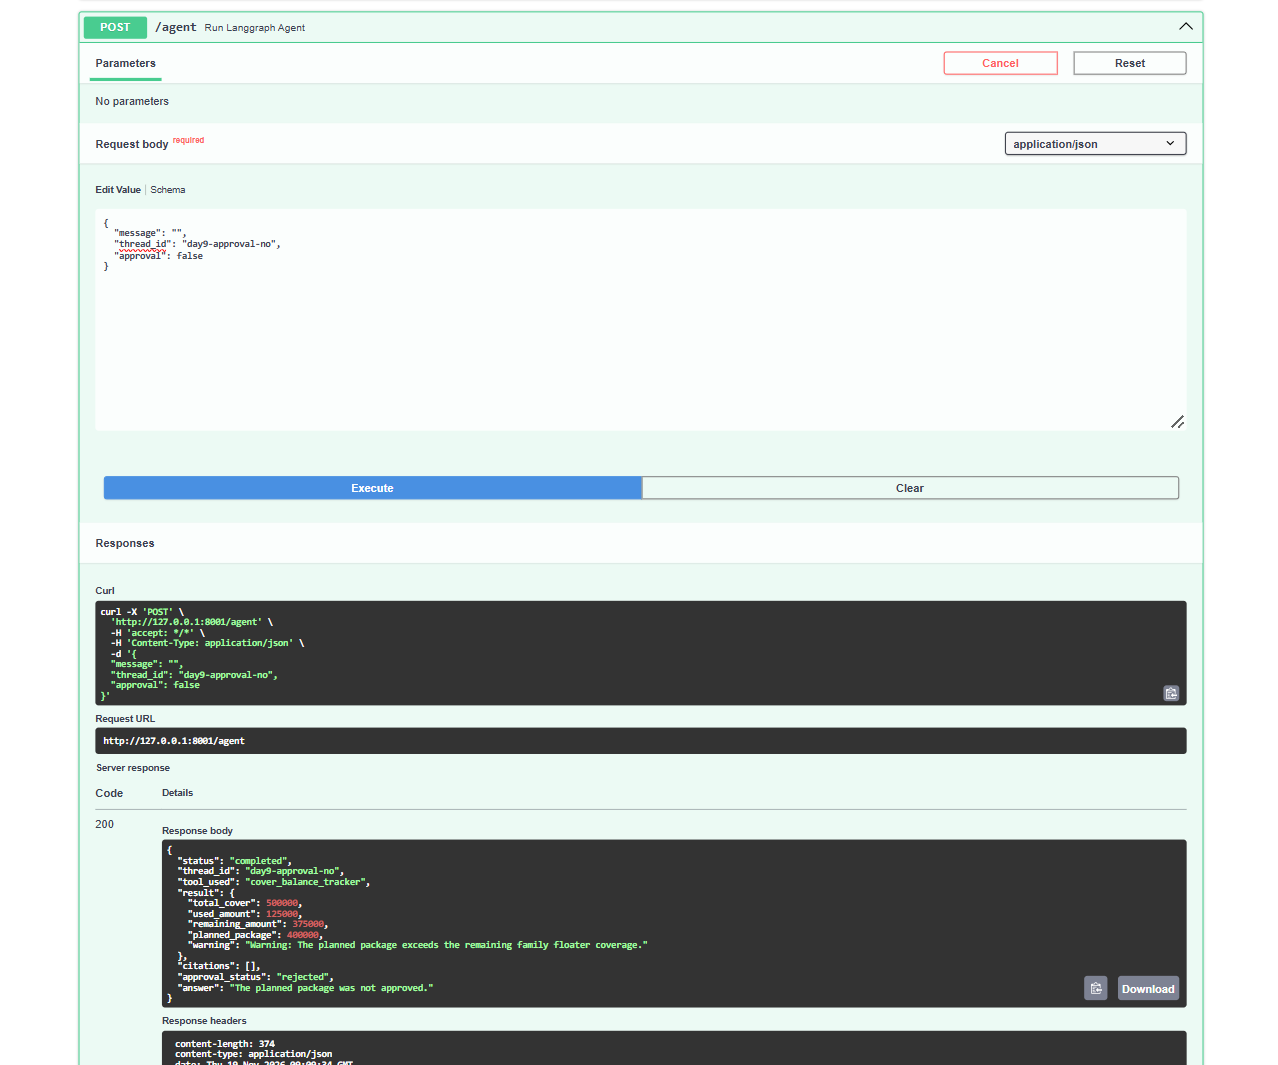 POST /agent Run Langgraph Agent
Parameters
Cancel
Reset
No parameters
Request body required
application/json
Edit Value | Schema
{
  "message": "",
  "thread_id": "day9-approval-no",
  "approval": false
}
Execute
Clear
Responses
Curl
curl -X 'POST' \
  'http://127.0.0.1:8001/agent' \
  -H 'accept: */*' \
  -H 'Content-Type: application/json' \
  -d '{
  "message": "",
  "thread_id": "day9-approval-no",
  "approval": false
}'
Request URL
http://127.0.0.1:8001/agent
Server response
Code Details
200
Response body
{
  "status": "completed",
  "thread_id": "day9-approval-no",
  "tool_used": "cover_balance_tracker",
  "result": {
    "total_cover": 500000,
    "used_amount": 125000,
    "remaining_amount": 375000,
    "planned_package": 400000,
    "warning": "Warning: The planned package exceeds the remaining family floater coverage."
  },
  "citations": [],
  "approval_status": "rejected",
  "answer": "The planned package was not approved."
}
Download
Response headers
content-length: 374
content-type: application/json